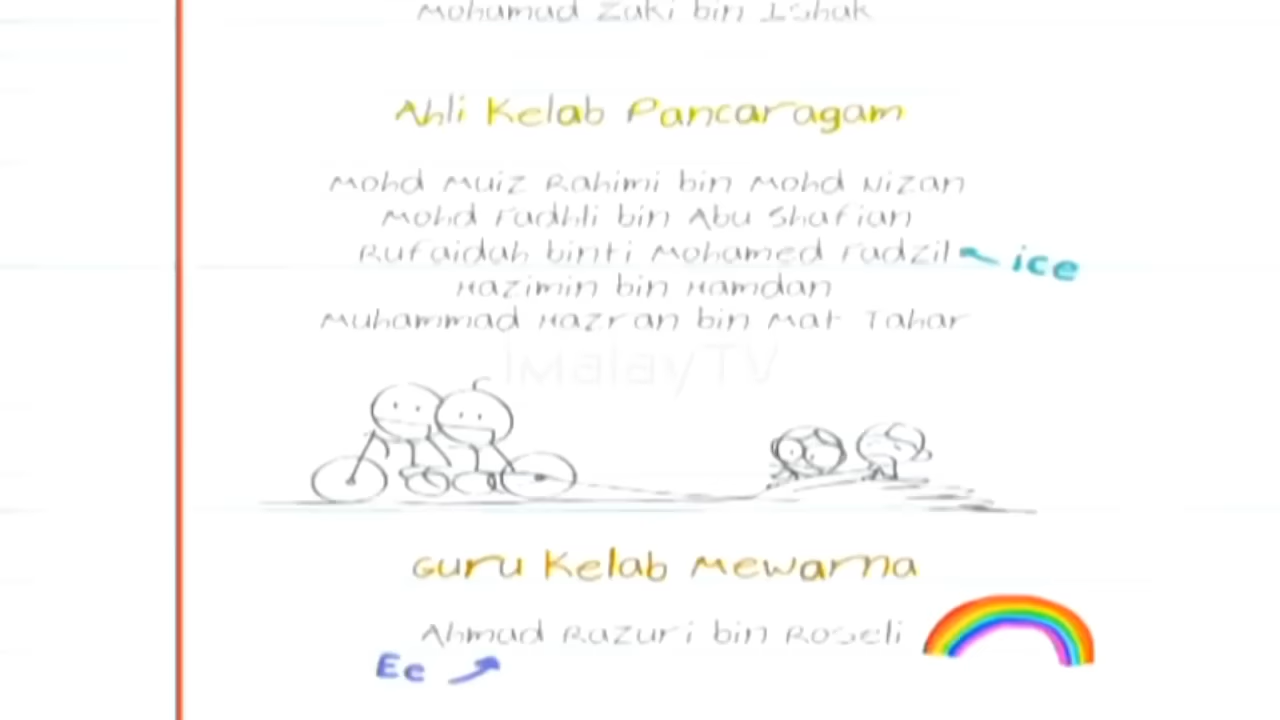 Mohamad Zaki bin Ishak
Ahli Kelab Pancaragam
Mohd Muiz Rahimi bin Mohd Nizan
Mohd Fadhli bin Abu Shafian
Rufaidah binti Mohamed Fadzil
ice
Hazimin bin Hamdan
Muhammad Hazran bin Mat Tahar
ImalayTV
Guru Kelab Mewarna
Ahmad Razuri bin Roseli
Ee